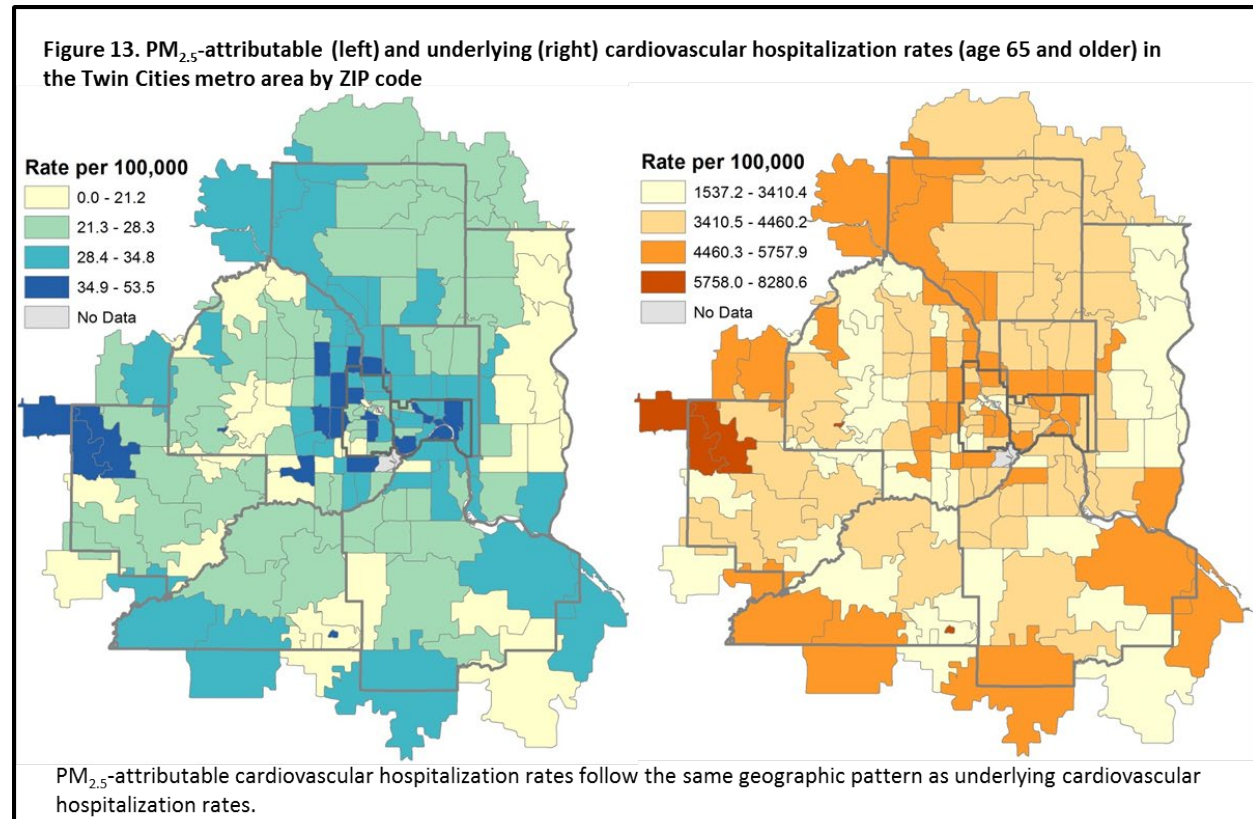 Figure 13. PM2.5-attributable (left) and underlying (right) cardiovascular hospitalization rates (age 65 and older) in
the Twin Cities metro area by ZIP code
Rate per 100,000
0.0 - 21.2
21.3 - 28.3
28.4 - 34.8
34.9 - 53.5
No Data
Rate per 100,000
1537.2 - 3410.4
3410.5 - 4460.2
4460.3 - 5757.9
5758.0 - 8280.6
No Data
PM2.5-attributable cardiovascular hospitalization rates follow the same geographic pattern as underlying cardiovascular
hospitalization rates.